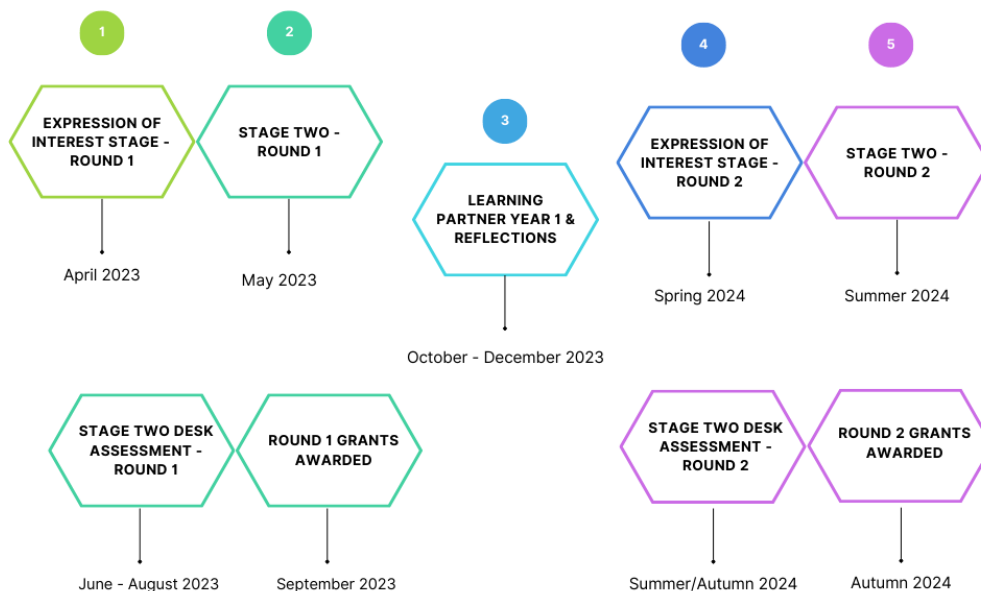 1
EXPRESSION OF
INTEREST STAGE -
ROUND 1
April 2023
2
STAGE TWO -
ROUND 1
May 2023
3
LEARNING
PARTNER YEAR 1 &
REFLECTIONS
October - December 2023
4
EXPRESSION OF
INTEREST STAGE -
ROUND 2
Spring 2024
5
STAGE TWO -
ROUND 2
Summer 2024
STAGE TWO DESK
ASSESSMENT -
ROUND 1
June - August 2023
ROUND 1 GRANTS
AWARDED
September 2023
STAGE TWO DESK
ASSESSMENT -
ROUND 2
Summer/Autumn 2024
ROUND 2 GRANTS
AWARDED
Autumn 2024